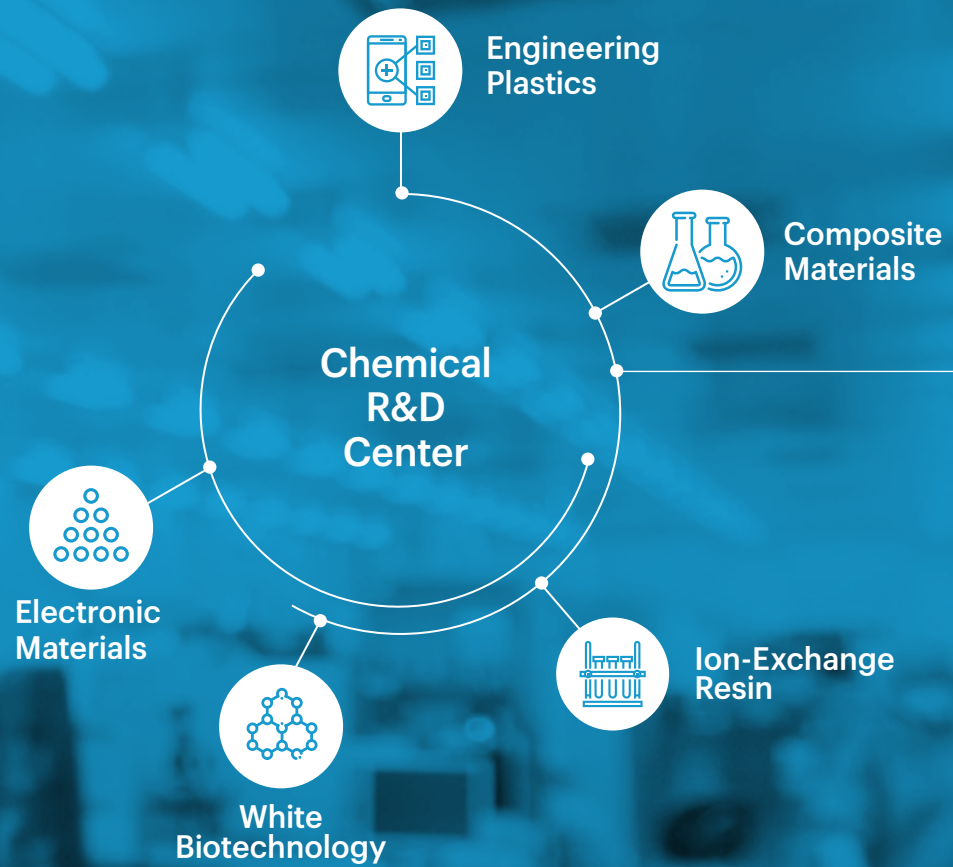 Engineering
Plastics
Composite
Materials
Chemical
R&D
Center
Electronic
Materials
Ion-Exchange
Resin
White
Biotechnology